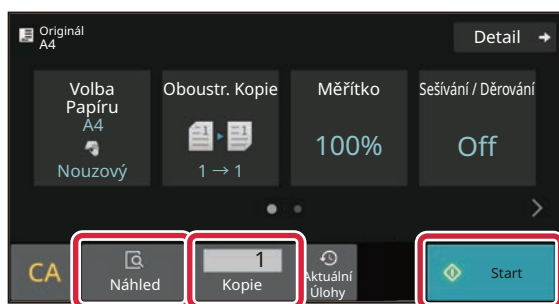 Originál
A4
Detail
Volba
Papíru
A4
Nouzový
Oboustr. Kopie
1 → 1
Měřítko
100%
Sešívání / Děrování
Off
CA
Náhled
1
Kopie
Aktuální
Úlohy
Start